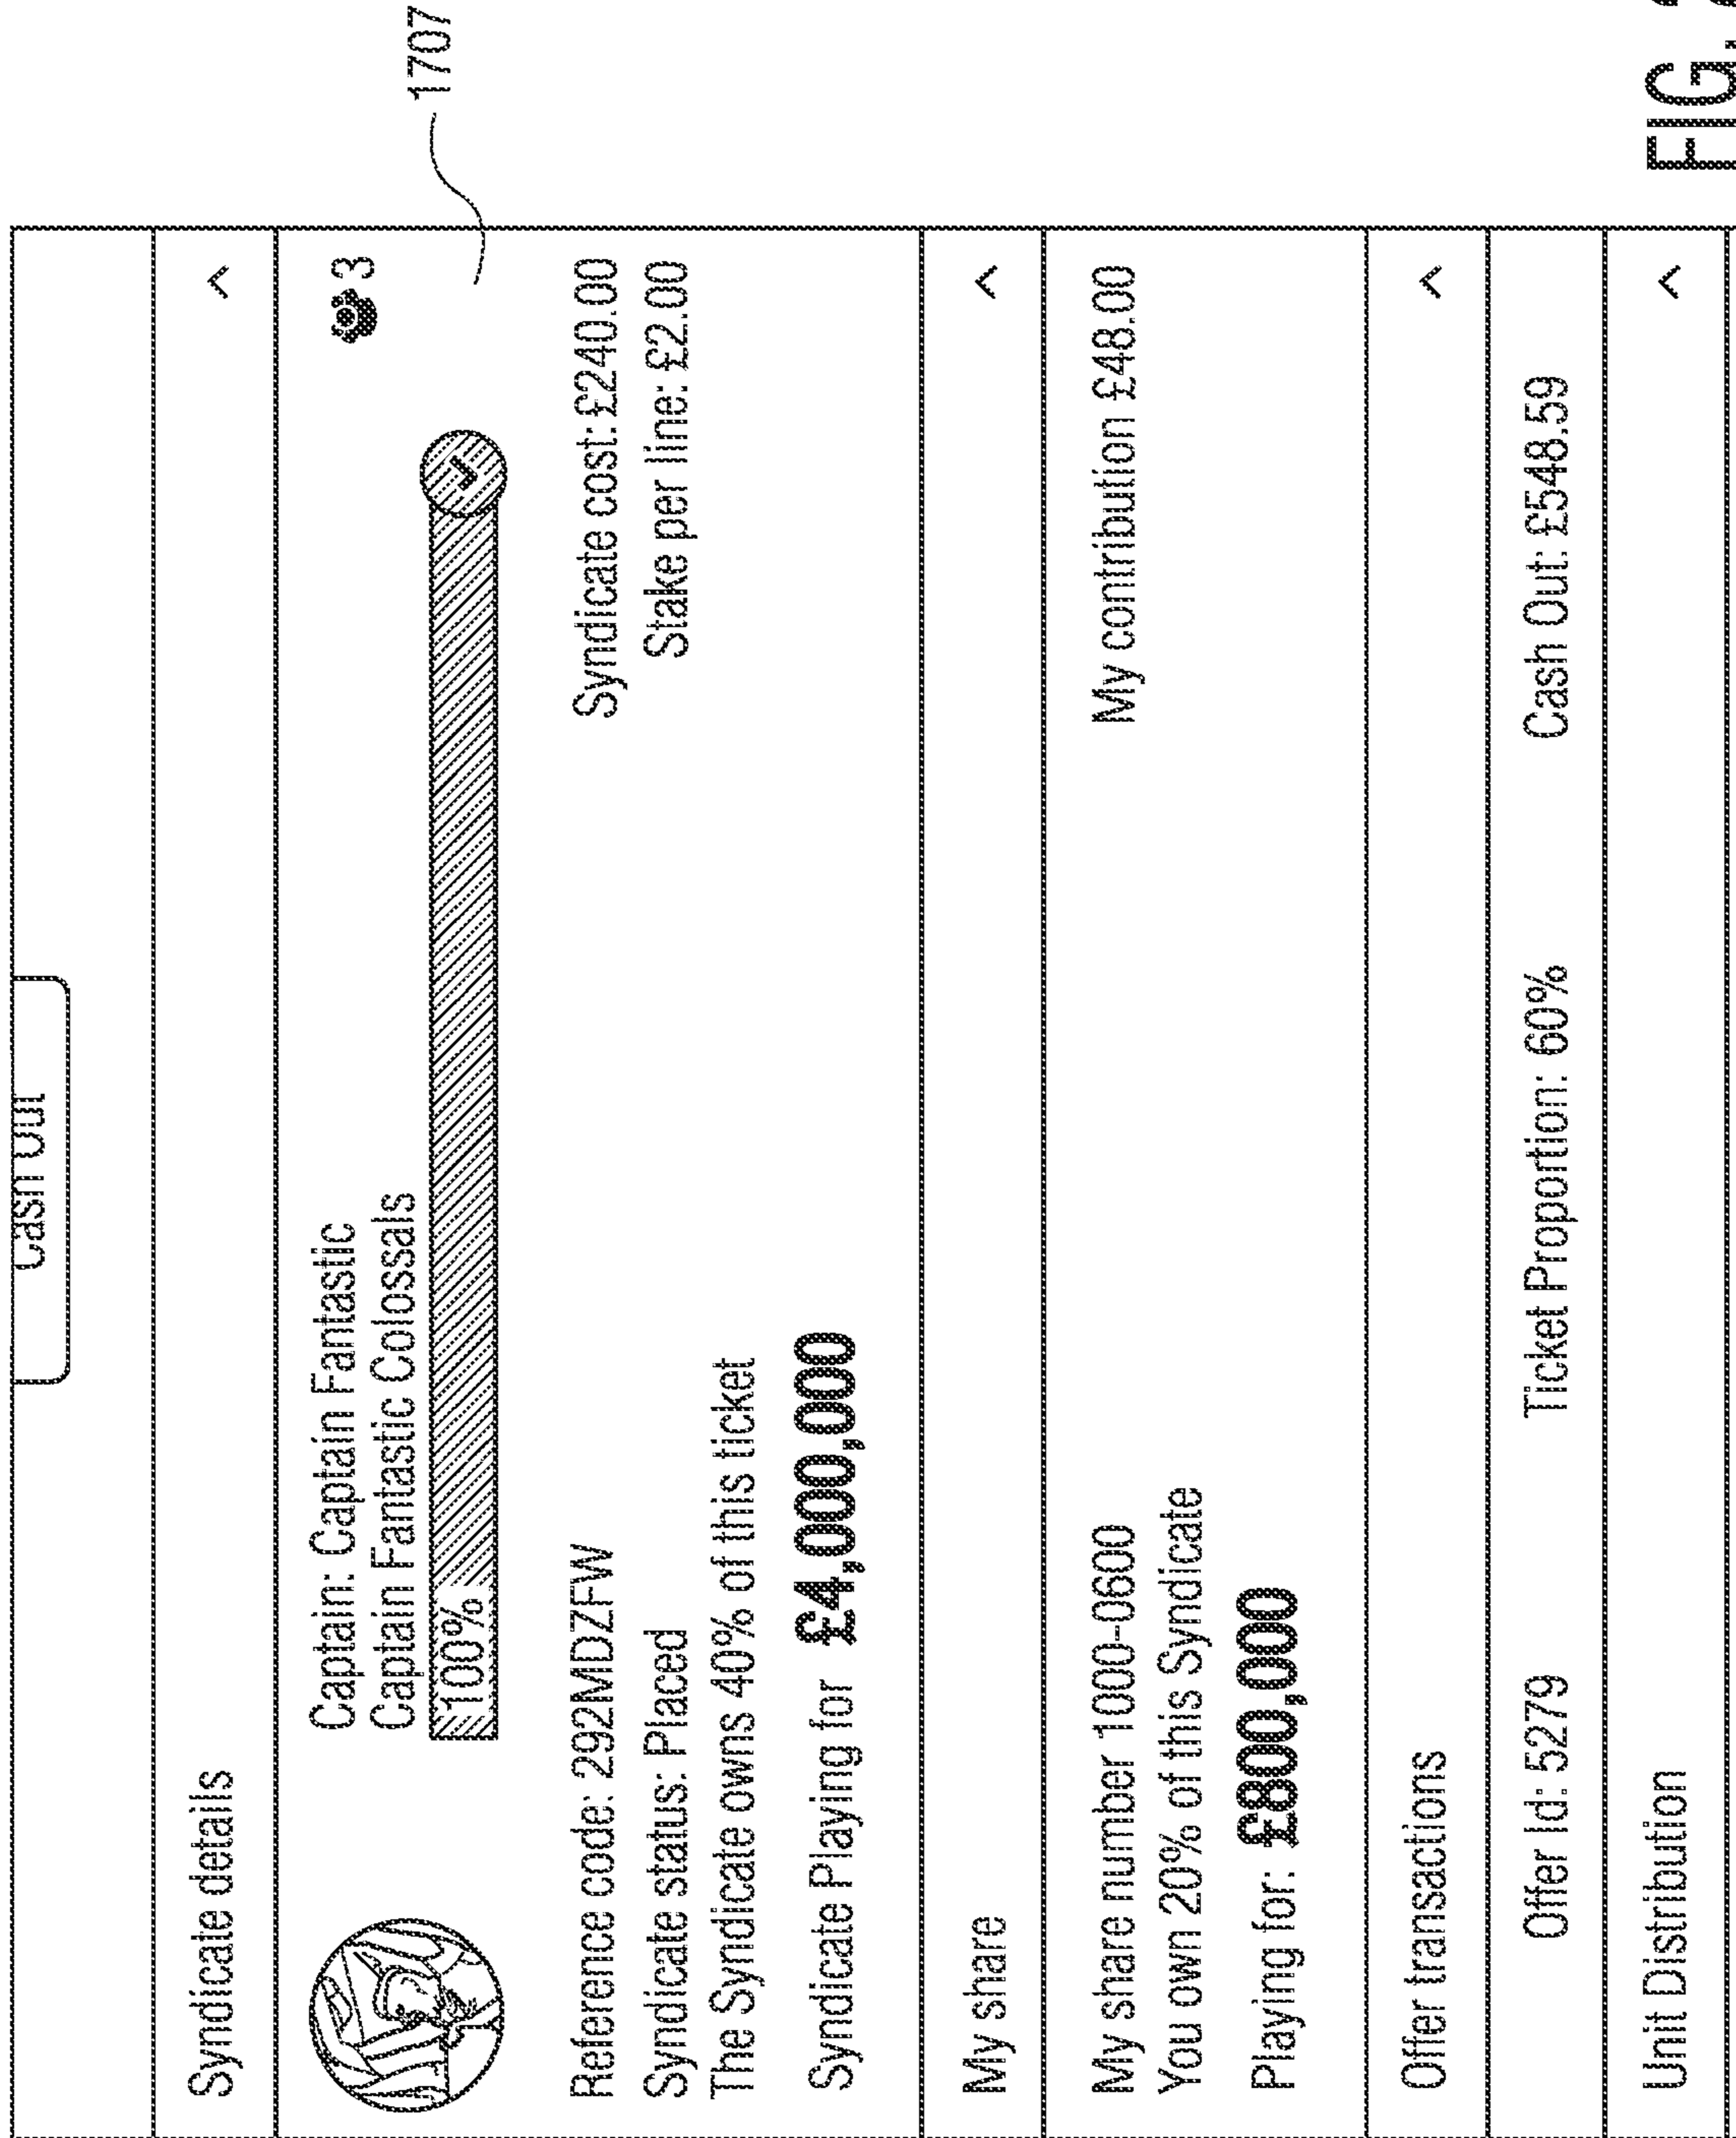 Syndicate details
Captain: Captain Fantastic
3
Captain Fantastic Colossals
100%
1707
Reference code: 292MDZFW
Syndicate cost: £240.00
Syndicate status: Placed
Stake per line: £2.00
The Syndicate owns 40% of this ticket
Syndicate Playing for £4,000,000
My share
My share number 1000-0600
My contribution £48.00
You own 20% of this Syndicate
Playing for: £800,000
Offer transactions
Offer Id: 5279 Ticket Proportion: 60% Cash Out: £548.59
Unit Distribution
FIG.